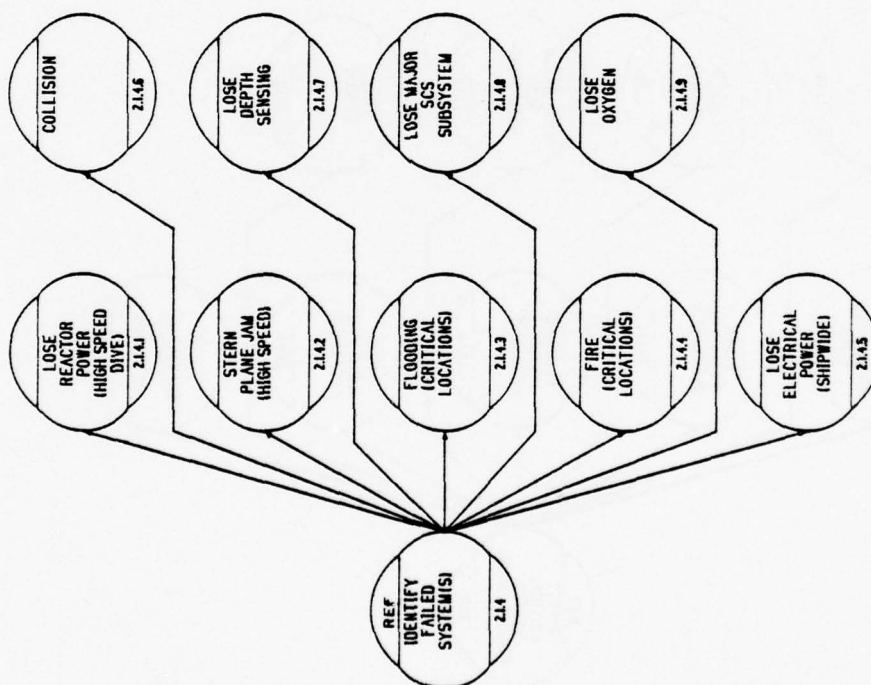 REF
IDENTIFY
FAILED
SYSTEM(S)
2.1.4
LOSE
REACTOR
POWER
(HIGH SPEED
DIVE)
2.1.4.1
STERN
PLANE JAM
(HIGH SPEED)
2.1.4.2
FLOODING
(CRITICAL
LOCATIONS)
2.1.4.3
FIRE
(CRITICAL
LOCATIONS)
2.1.4.4
LOSE
ELECTRICAL
POWER
(SHIPWIDE)
2.1.4.5
COLLISION
2.1.4.6
LOSE
DEPTH
SENSING
2.1.4.7
LOSE MAJOR
SCS
SUBSYSTEM
2.1.4.8
LOSE
OXYGEN
2.1.4.9